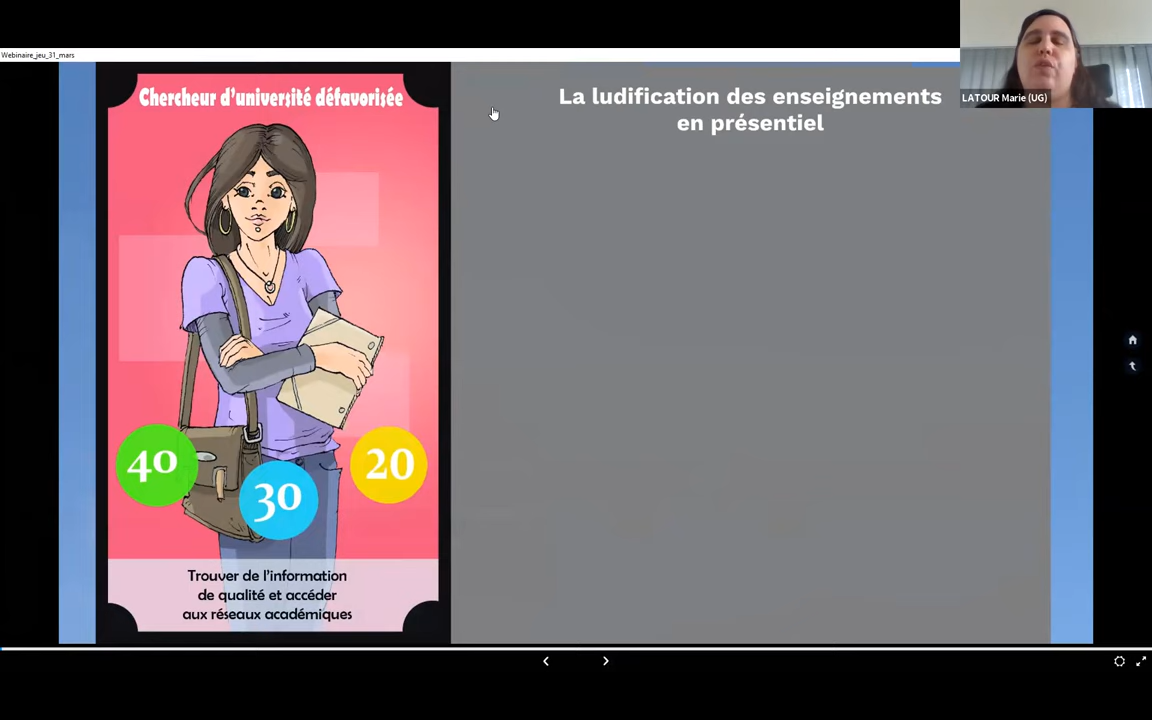 Webinaire_jeu_31_mars
LATOUR Marie (UG)
Chercheur d'université défavorisée
40
30
20
Trouver de l'information
de qualité et accéder
aux réseaux académiques
La ludification des enseignements
en présentiel